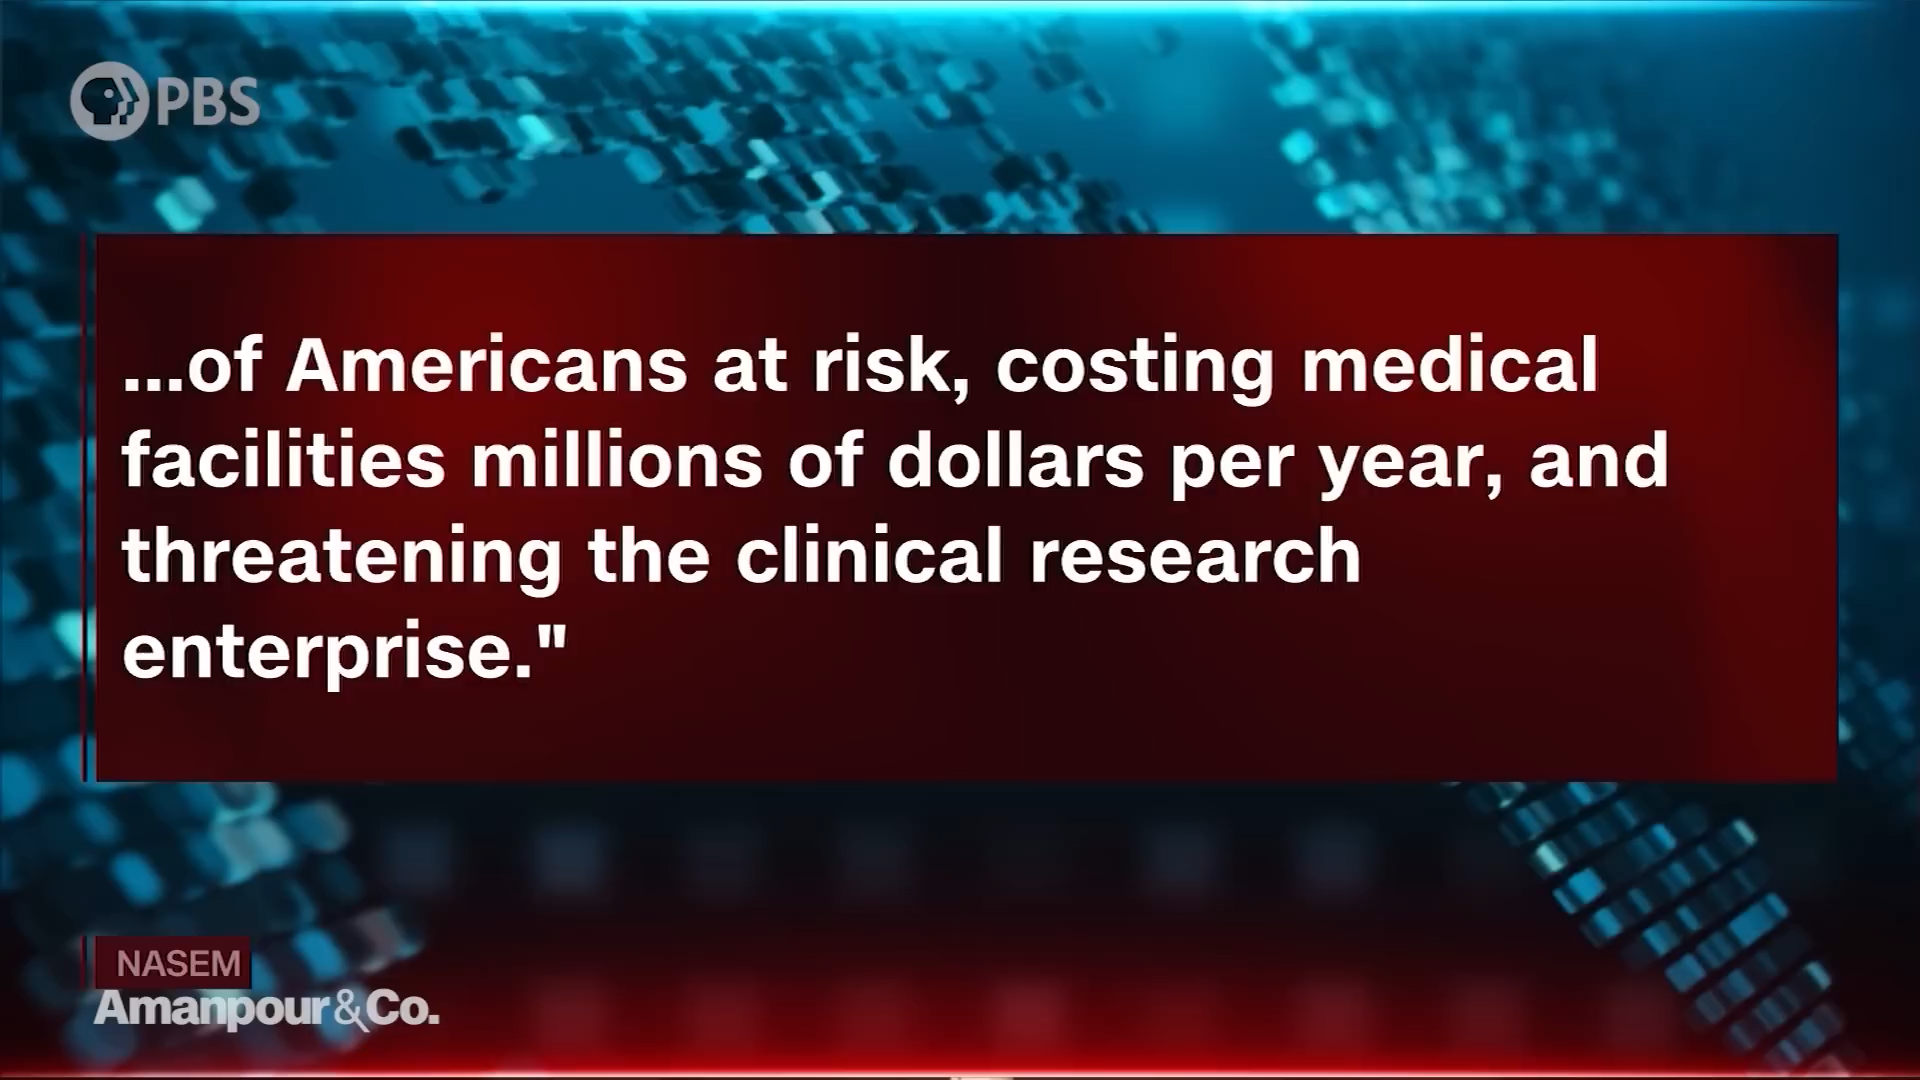 PBS
...of Americans at risk, costing medical
facilities millions of dollars per year, and
threatening the clinical research
enterprise."
NASEM
Amanpour&Co.